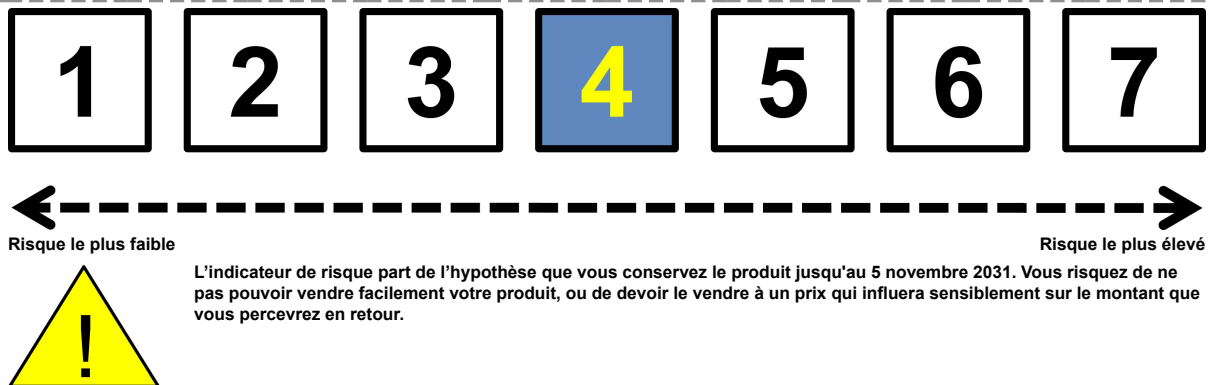 1 2 3 4 5 6 7
Risque le plus faible Risque le plus élevé
L’indicateur de risque part de l’hypothèse que vous conservez le produit jusqu'au 5 novembre 2031. Vous risquez de ne
pas pouvoir vendre facilement votre produit, ou de devoir le vendre à un prix qui influera sensiblement sur le montant que
vous percevrez en retour.
!